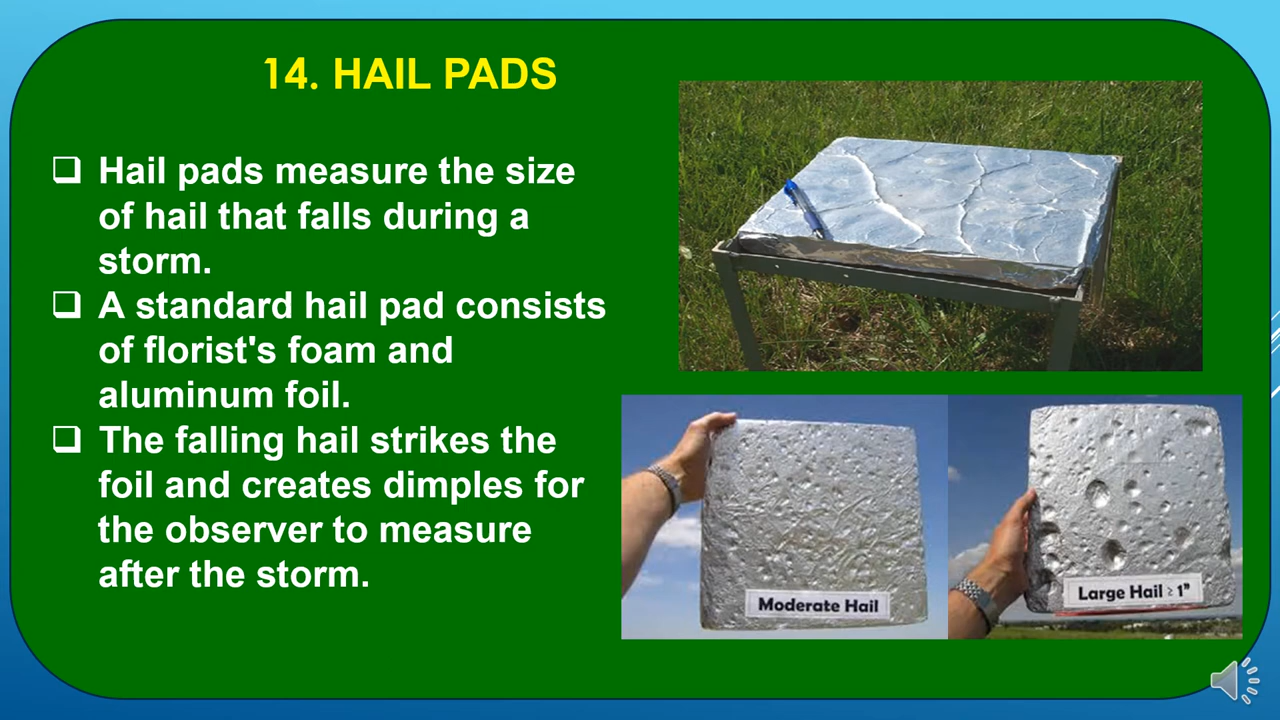 14. HAIL PADS
❑ Hail pads measure the size
of hail that falls during a
storm.
❑ A standard hail pad consists
of florist's foam and
aluminum foil.
❑ The falling hail strikes the
foil and creates dimples for
the observer to measure
after the storm.
Moderate Hail
Large Hail ≥ 1"